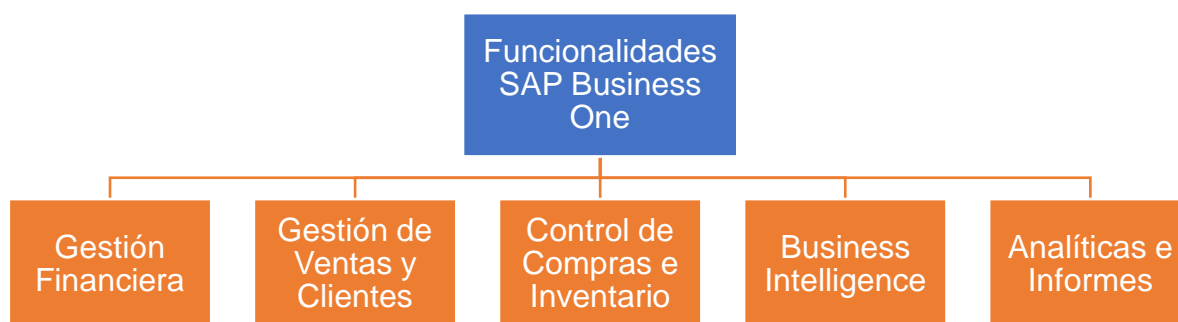 Funcionalidades
SAP Business
One
Gestión
Financiera
Gestión de
Ventas y
Clientes
Control de
Compras e
Inventario
Business
Intelligence
Analíticas e
Informes